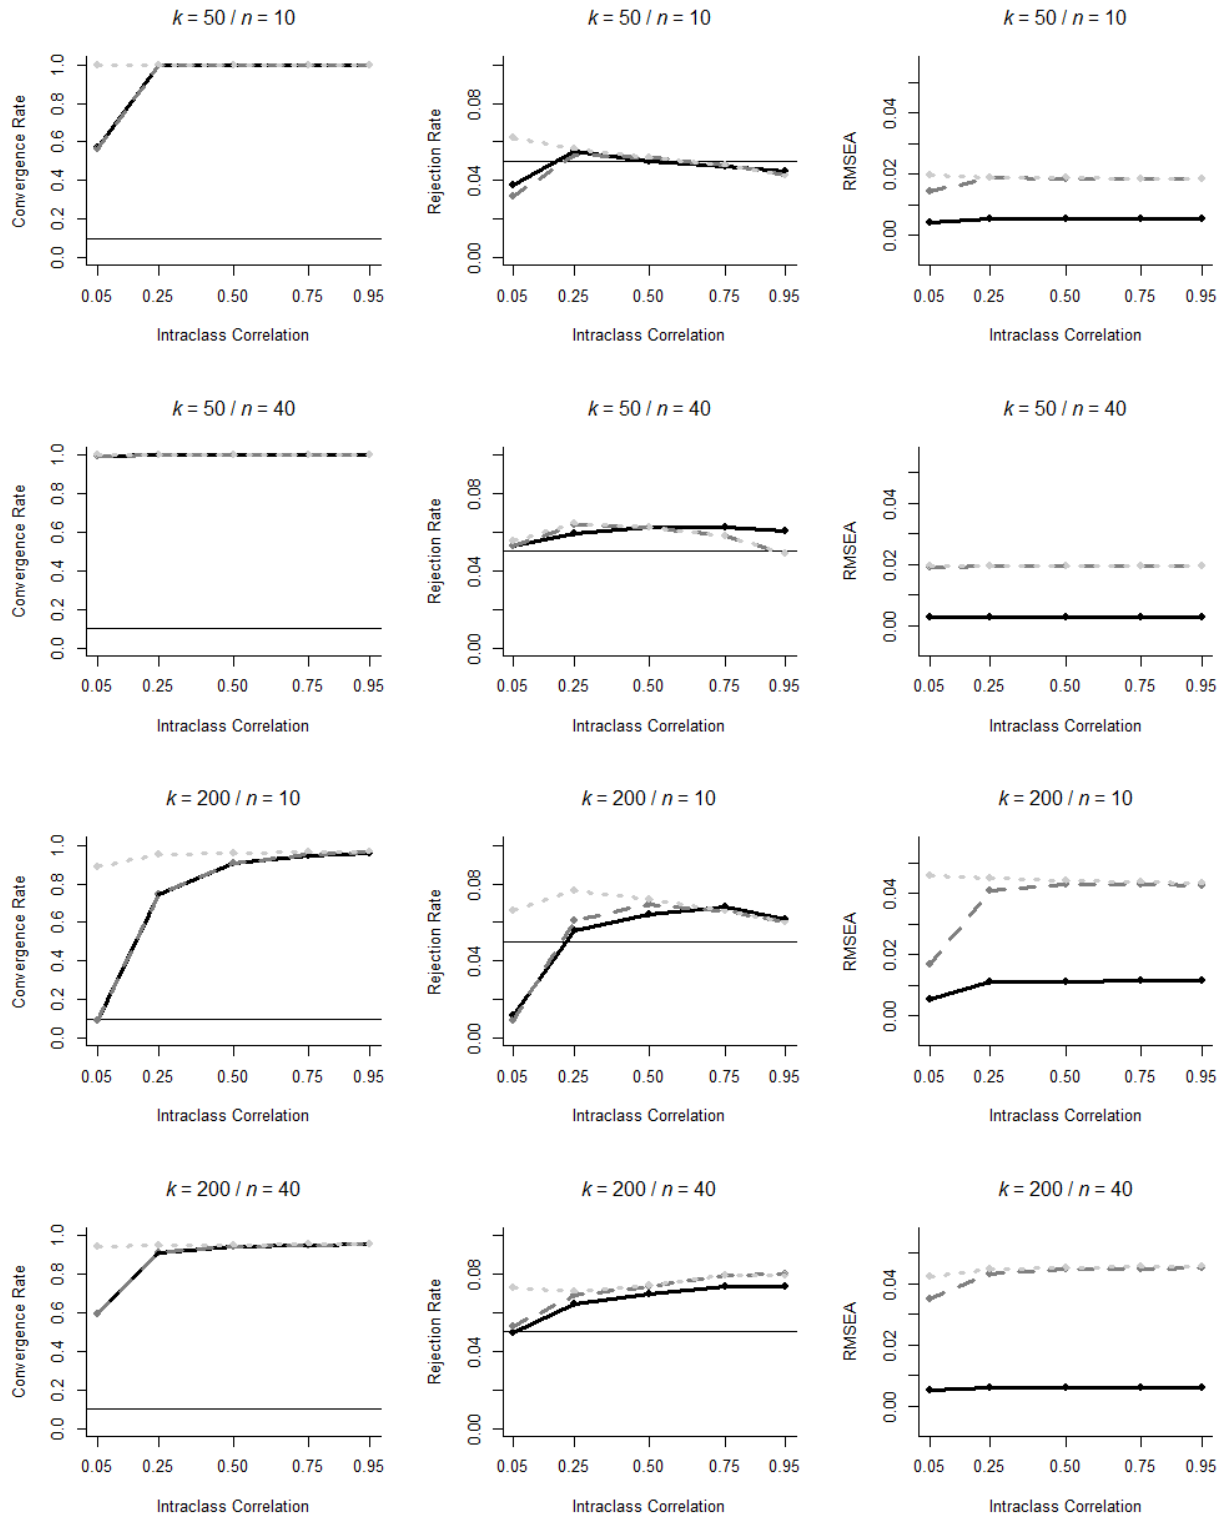 k = 50 / n = 10
k = 50 / n = 10
k = 50 / n = 10
Convergence Rate
0.0 0.2 0.4 0.6 0.8 1.0
0.05 0.25 0.50 0.75 0.95
Intraclass Correlation
Rejection Rate
0.00 0.04 0.08
0.05 0.25 0.50 0.75 0.95
Intraclass Correlation
RMSEA
0.00 0.02 0.04
0.05 0.25 0.50 0.75 0.95
Intraclass Correlation
k = 50 / n = 40
k = 50 / n = 40
k = 50 / n = 40
Convergence Rate
0.0 0.2 0.4 0.6 0.8 1.0
0.05 0.25 0.50 0.75 0.95
Intraclass Correlation
Rejection Rate
0.00 0.04 0.08
0.05 0.25 0.50 0.75 0.95
Intraclass Correlation
RMSEA
0.00 0.02 0.04
0.05 0.25 0.50 0.75 0.95
Intraclass Correlation
k = 200 / n = 10
k = 200 / n = 10
k = 200 / n = 10
Convergence Rate
0.0 0.2 0.4 0.6 0.8 1.0
0.05 0.25 0.50 0.75 0.95
Intraclass Correlation
Rejection Rate
0.00 0.04 0.08
0.05 0.25 0.50 0.75 0.95
Intraclass Correlation
RMSEA
0.00 0.02 0.04
0.05 0.25 0.50 0.75 0.95
Intraclass Correlation
k = 200 / n = 40
k = 200 / n = 40
k = 200 / n = 40
Convergence Rate
0.0 0.2 0.4 0.6 0.8 1.0
0.05 0.25 0.50 0.75 0.95
Intraclass Correlation
Rejection Rate
0.00 0.04 0.08
0.05 0.25 0.50 0.75 0.95
Intraclass Correlation
RMSEA
0.00 0.02 0.04
0.05 0.25 0.50 0.75 0.95
Intraclass Correlation